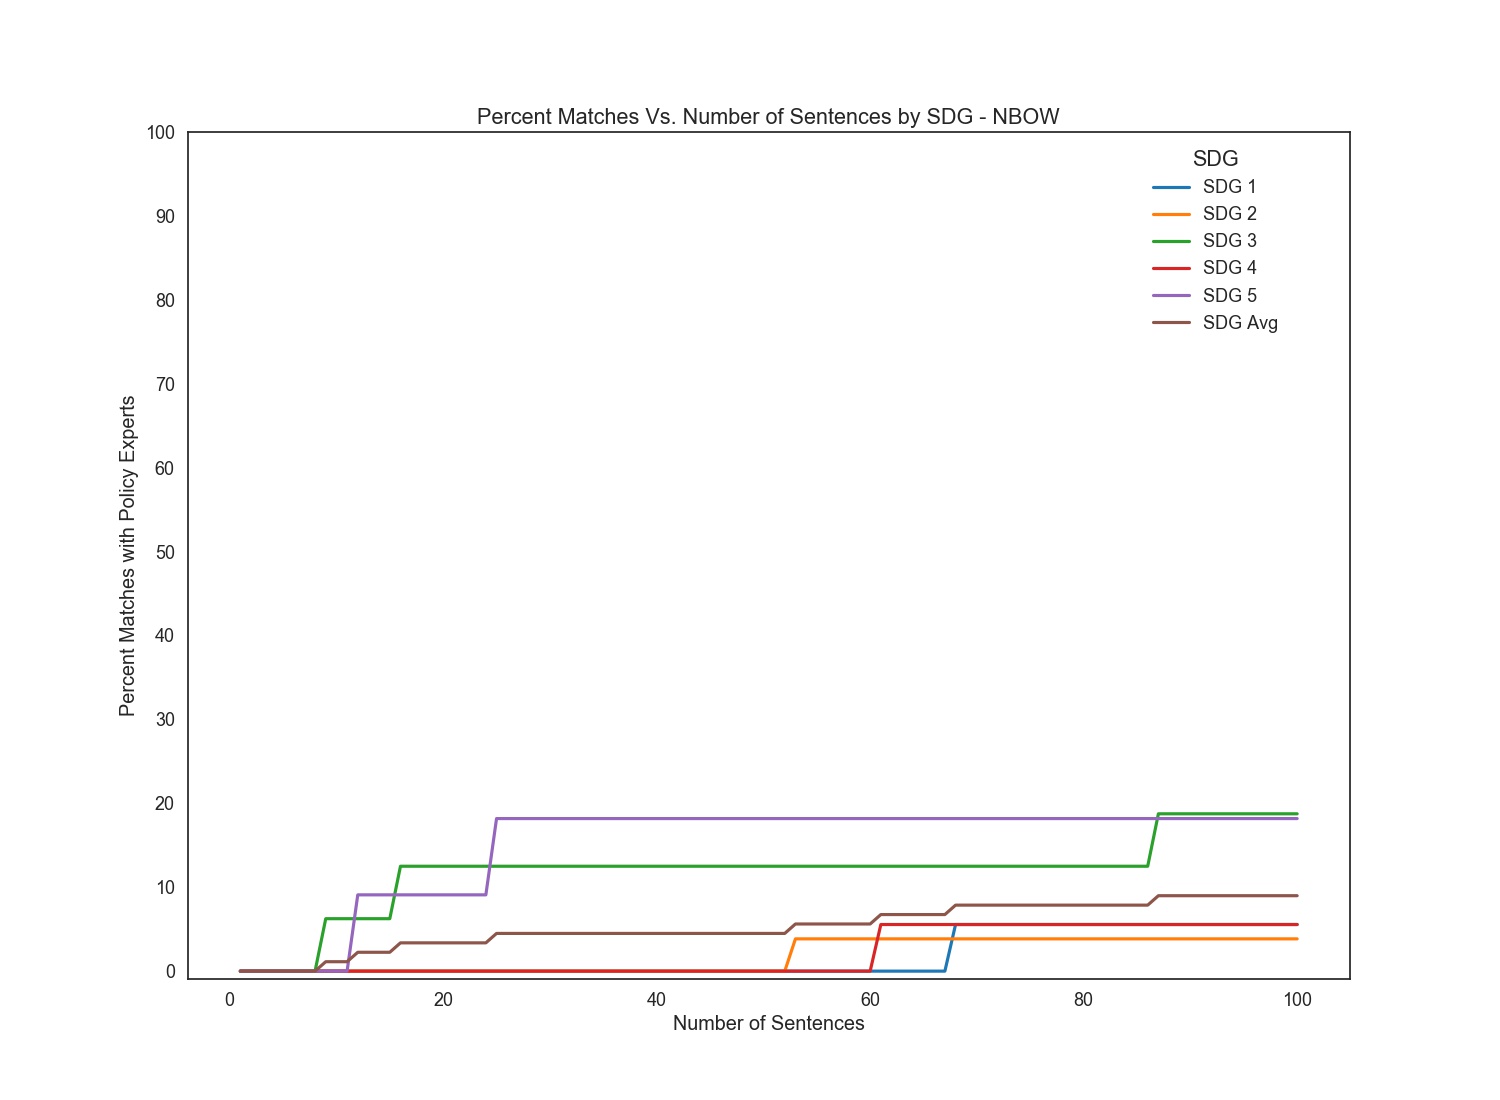 Percent Matches Vs. Number of Sentences by SDG - NBOW
SDG
SDG 1
SDG 2
SDG 3
SDG 4
SDG 5
SDG Avg
Percent Matches with Policy Experts
100
90
80
70
60
50
40
30
20
10
0
0 20 40 60 80 100
Number of Sentences